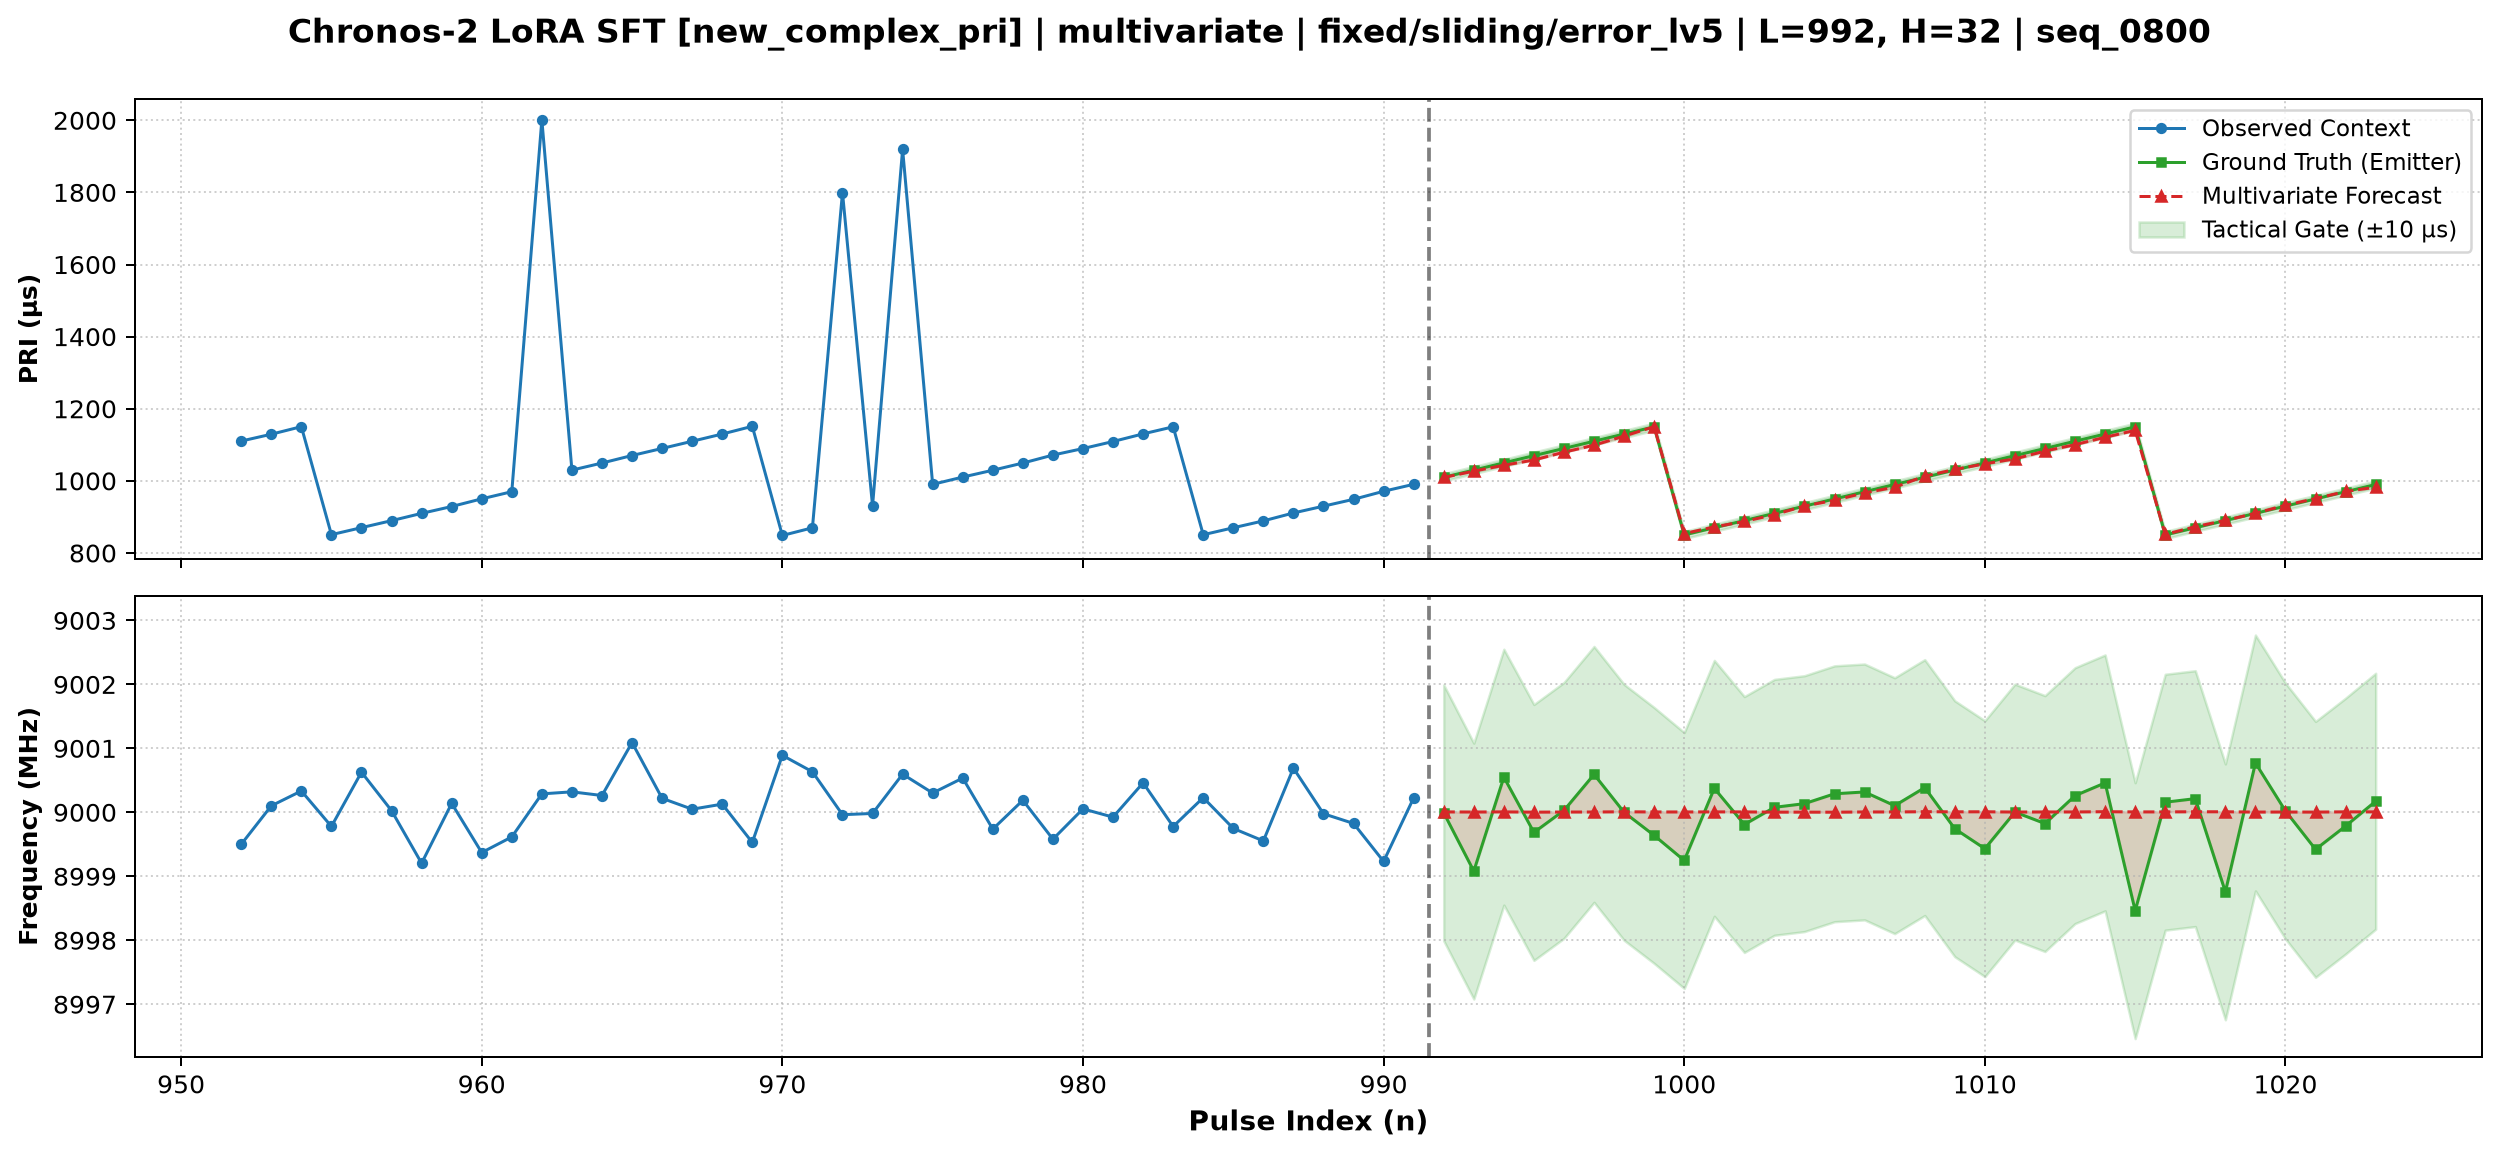 Chronos-2 LoRA SFT [new_complex_pri] | multivariate | fixed/sliding/error_lv5 | L=992, H=32 | seq_0800
PRI (µs)
2000
1800
1600
1400
1200
1000
800
Observed Context
Ground Truth (Emitter)
Multivariate Forecast
Tactical Gate (±10 µs)
Frequency (MHz)
9003
9002
9001
9000
8999
8998
8997
950 960 970 980 990 1000 1010 1020
Pulse Index (n)